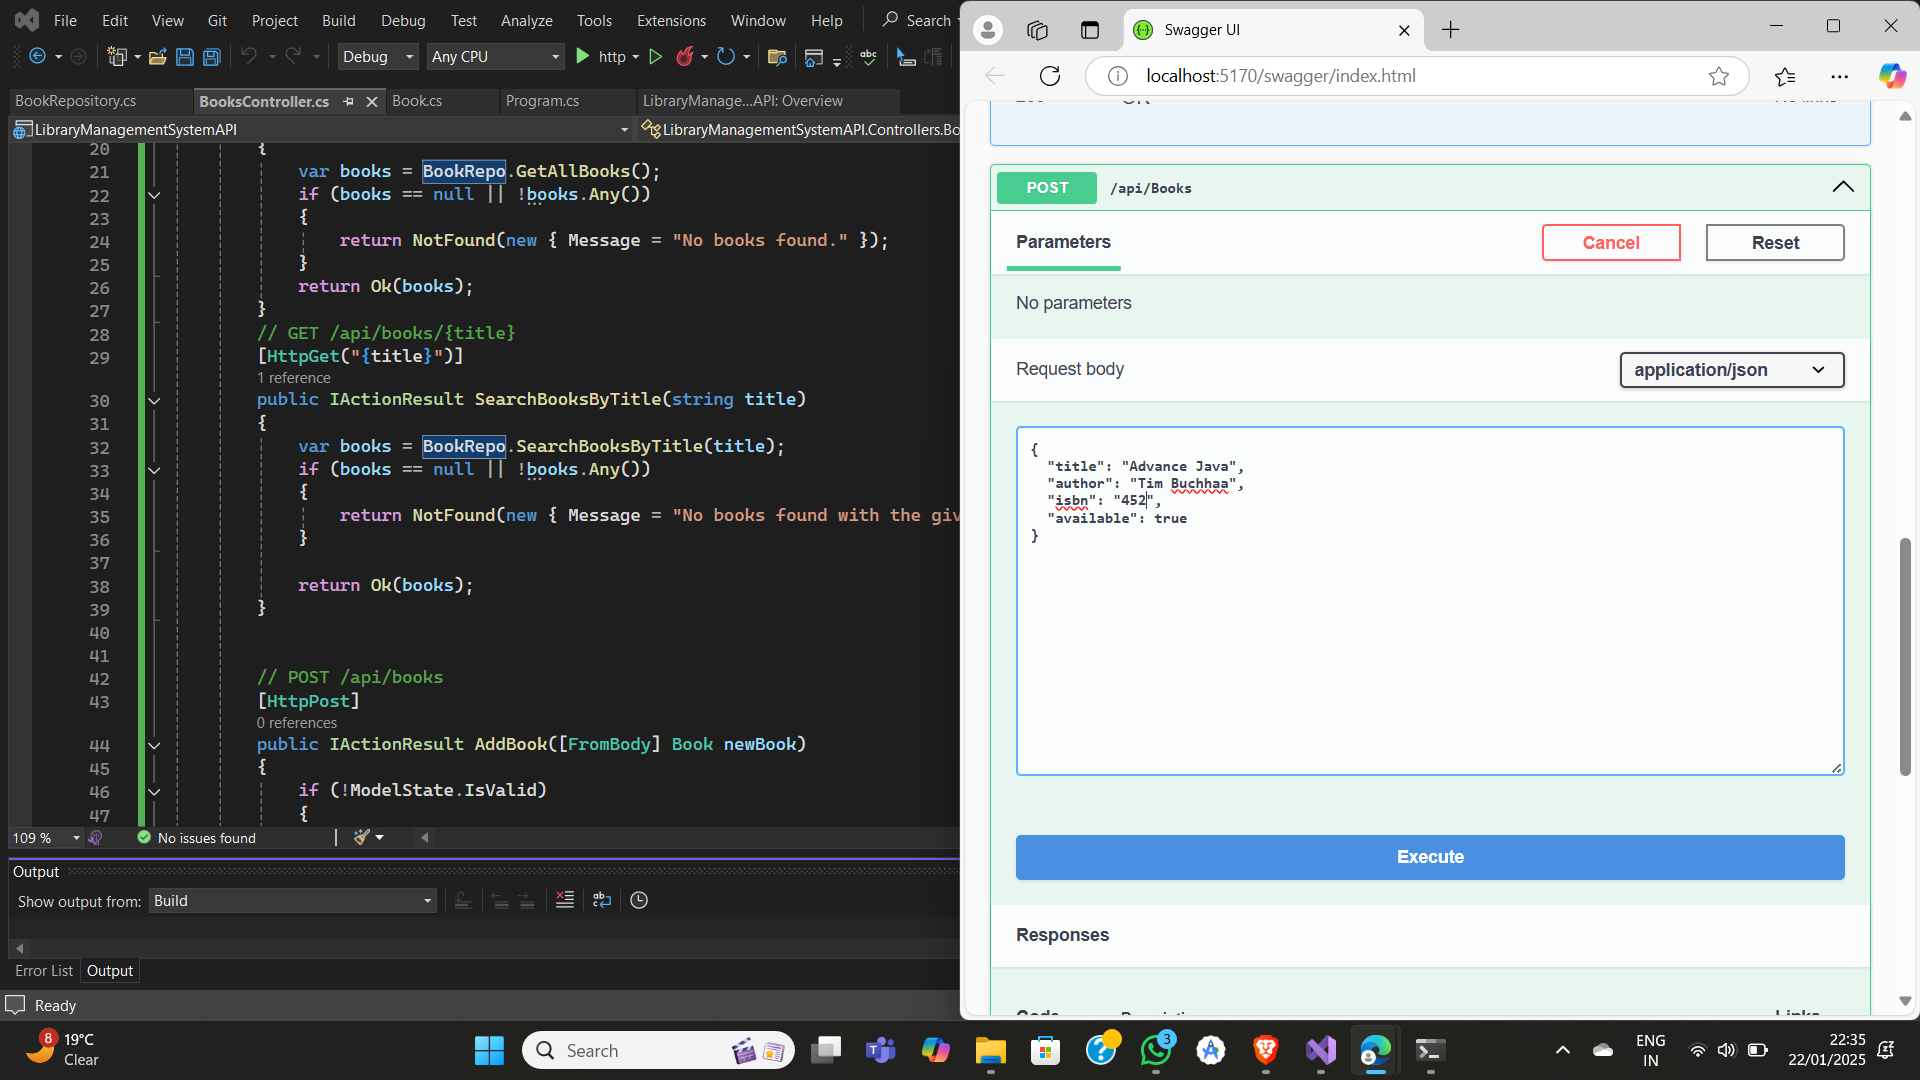 File Edit View Git Project Build Debug Test Analyze Tools Extensions Window Help Search
Debug Any CPU http
BookRepository.cs BooksController.cs Book.cs Program.cs LibraryManage...API: Overview
LibraryManagementSystemAPI LibraryManagementSystemAPI.Controllers.Bo
20 {
21 var books = BookRepo.GetAllBooks();
22 if (books == null || !books.Any())
23 {
24 return NotFound(new { Message = "No books found." });
25 }
26 return Ok(books);
27 }
28 // GET /api/books/{title}
29 [HttpGet("{title}")]
1 reference
30 public IActionResult SearchBooksByTitle(string title)
31 {
32 var books = BookRepo.SearchBooksByTitle(title);
33 if (books == null || !books.Any())
34 {
35 return NotFound(new { Message = "No books found with the giv
36 }
37
38 return Ok(books);
39 }
40
41
42 // POST /api/books
43 [HttpPost]
0 references
44 public IActionResult AddBook([FromBody] Book newBook)
45 {
46 if (!ModelState.IsValid)
47 {
109 % No issues found
Output
Show output from: Build
Error List Output
Ready
Swagger UI
localhost:5170/swagger/index.html
POST /api/Books
Parameters Cancel Reset
No parameters
Request body application/json
{
"title": "Advance Java",
"author": "Tim Buchhaa",
"isbn": "452",
"available": true
}
Execute
Responses
8 19°C
Clear
Search
3
ENG
IN
22:35
22/01/2025